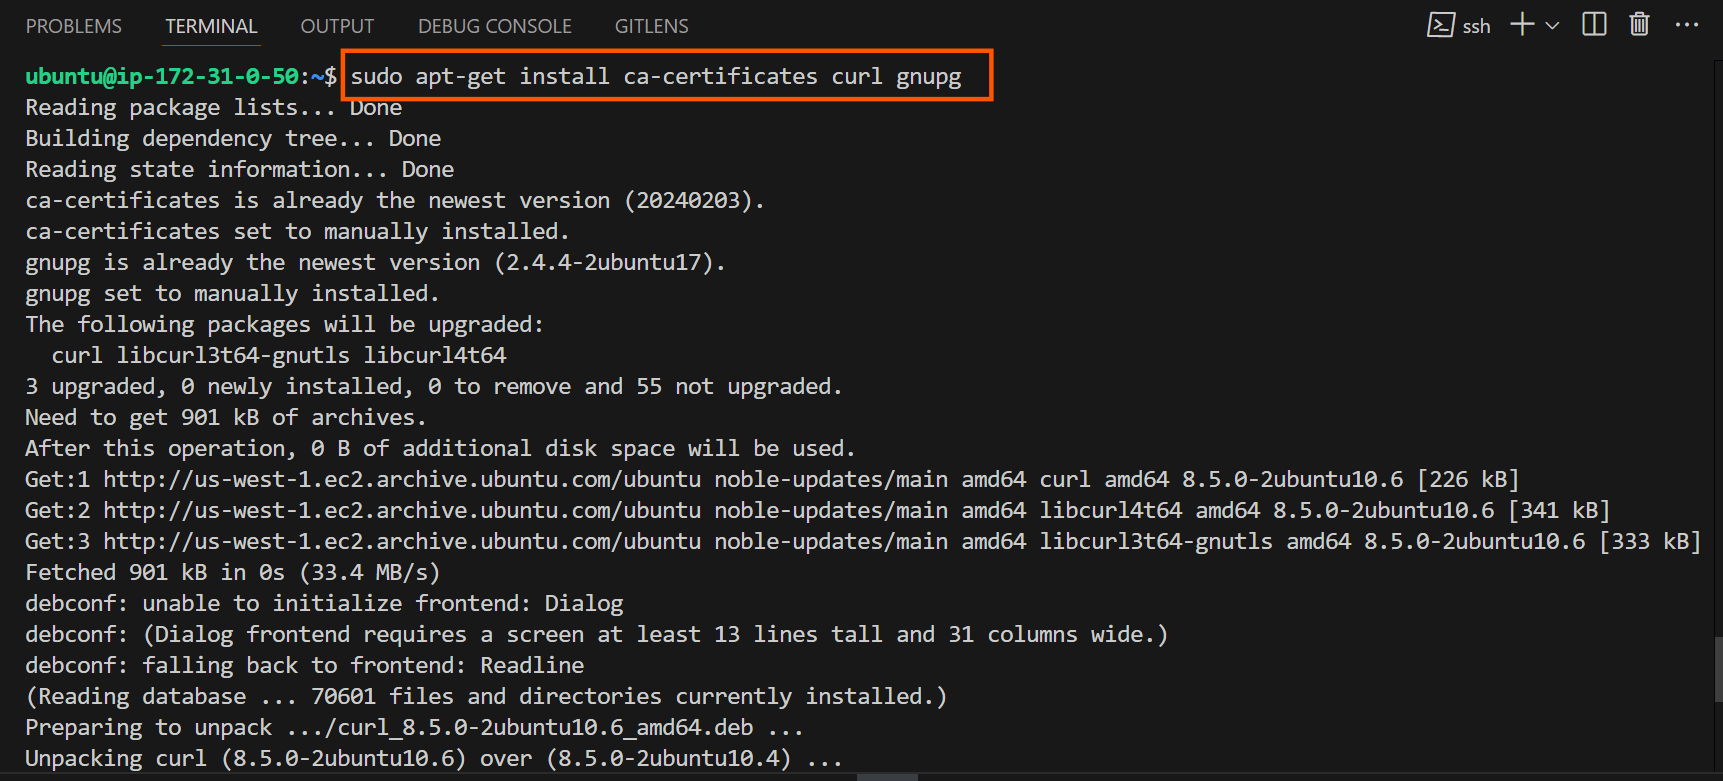 PROBLEMS TERMINAL OUTPUT DEBUG CONSOLE GITLENS ssh
ubuntu@ip-172-31-0-50:~$ sudo apt-get install ca-certificates curl gnupg
Reading package lists... Done
Building dependency tree... Done
Reading state information... Done
ca-certificates is already the newest version (20240203).
ca-certificates set to manually installed.
gnupg is already the newest version (2.4.4-2ubuntu17).
gnupg set to manually installed.
The following packages will be upgraded:
  curl libcurl3t64-gnutls libcurl4t64
3 upgraded, 0 newly installed, 0 to remove and 55 not upgraded.
Need to get 901 kB of archives.
After this operation, 0 B of additional disk space will be used.
Get:1 http://us-west-1.ec2.archive.ubuntu.com/ubuntu noble-updates/main amd64 curl amd64 8.5.0-2ubuntu10.6 [226 kB]
Get:2 http://us-west-1.ec2.archive.ubuntu.com/ubuntu noble-updates/main amd64 libcurl4t64 amd64 8.5.0-2ubuntu10.6 [341 kB]
Get:3 http://us-west-1.ec2.archive.ubuntu.com/ubuntu noble-updates/main amd64 libcurl3t64-gnutls amd64 8.5.0-2ubuntu10.6 [333 kB]
Fetched 901 kB in 0s (33.4 MB/s)
debconf: unable to initialize frontend: Dialog
debconf: (Dialog frontend requires a screen at least 13 lines tall and 31 columns wide.)
debconf: falling back to frontend: Readline
(Reading database ... 70601 files and directories currently installed.)
Preparing to unpack .../curl_8.5.0-2ubuntu10.6_amd64.deb ...
Unpacking curl (8.5.0-2ubuntu10.6) over (8.5.0-2ubuntu10.4) ...